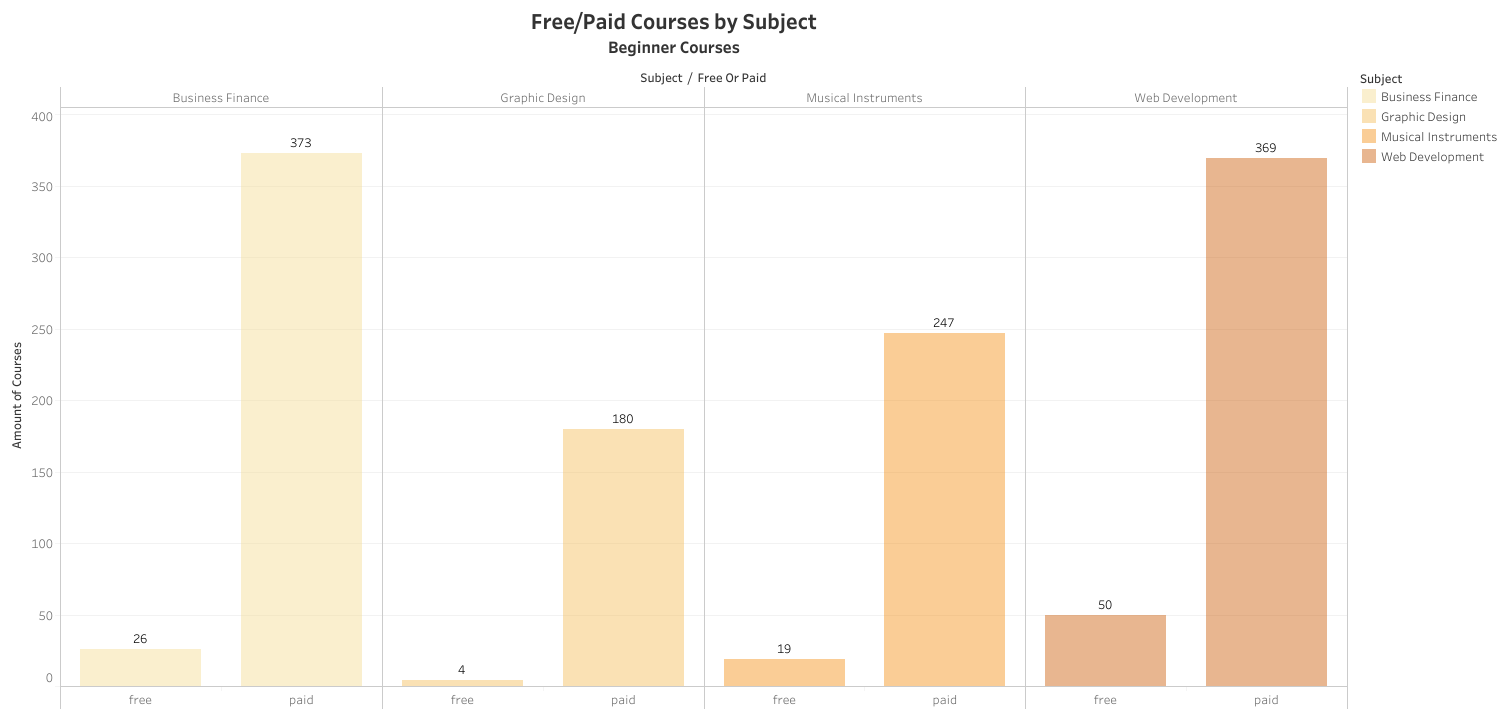 Free/Paid Courses by Subject
Beginner Courses
Subject / Free Or Paid
Business Finance
Graphic Design
Musical Instruments
Web Development
Amount of Courses
400
350
300
250
200
150
100
50
0
26
373
4
180
19
247
50
369
free
paid
free
paid
free
paid
free
paid
Subject
Business Finance
Graphic Design
Musical Instruments
Web Development